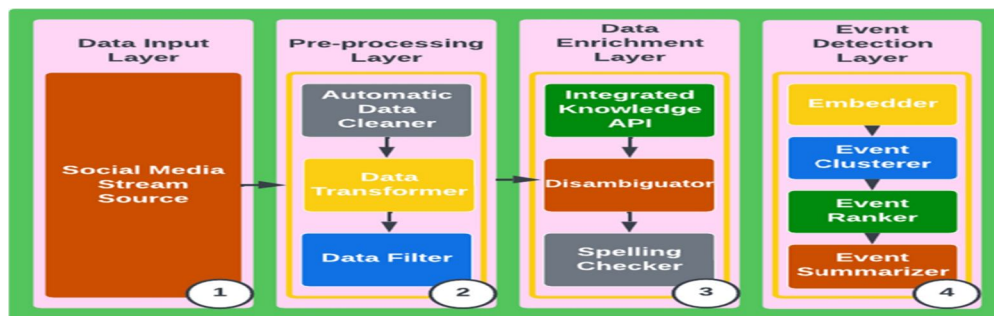 Data Input
Layer
Social Media
Stream
Source
1
Pre-processing
Layer
Automatic
Data
Cleaner
Data
Transformer
Data Filter
2
Data
Enrichment
Layer
Integrated
Knowledge
API
Disambiguator
Spelling
Checker
3
Event
Detection
Layer
Embedder
Event
Clusterer
Event
Ranker
Event
Summarizer
4